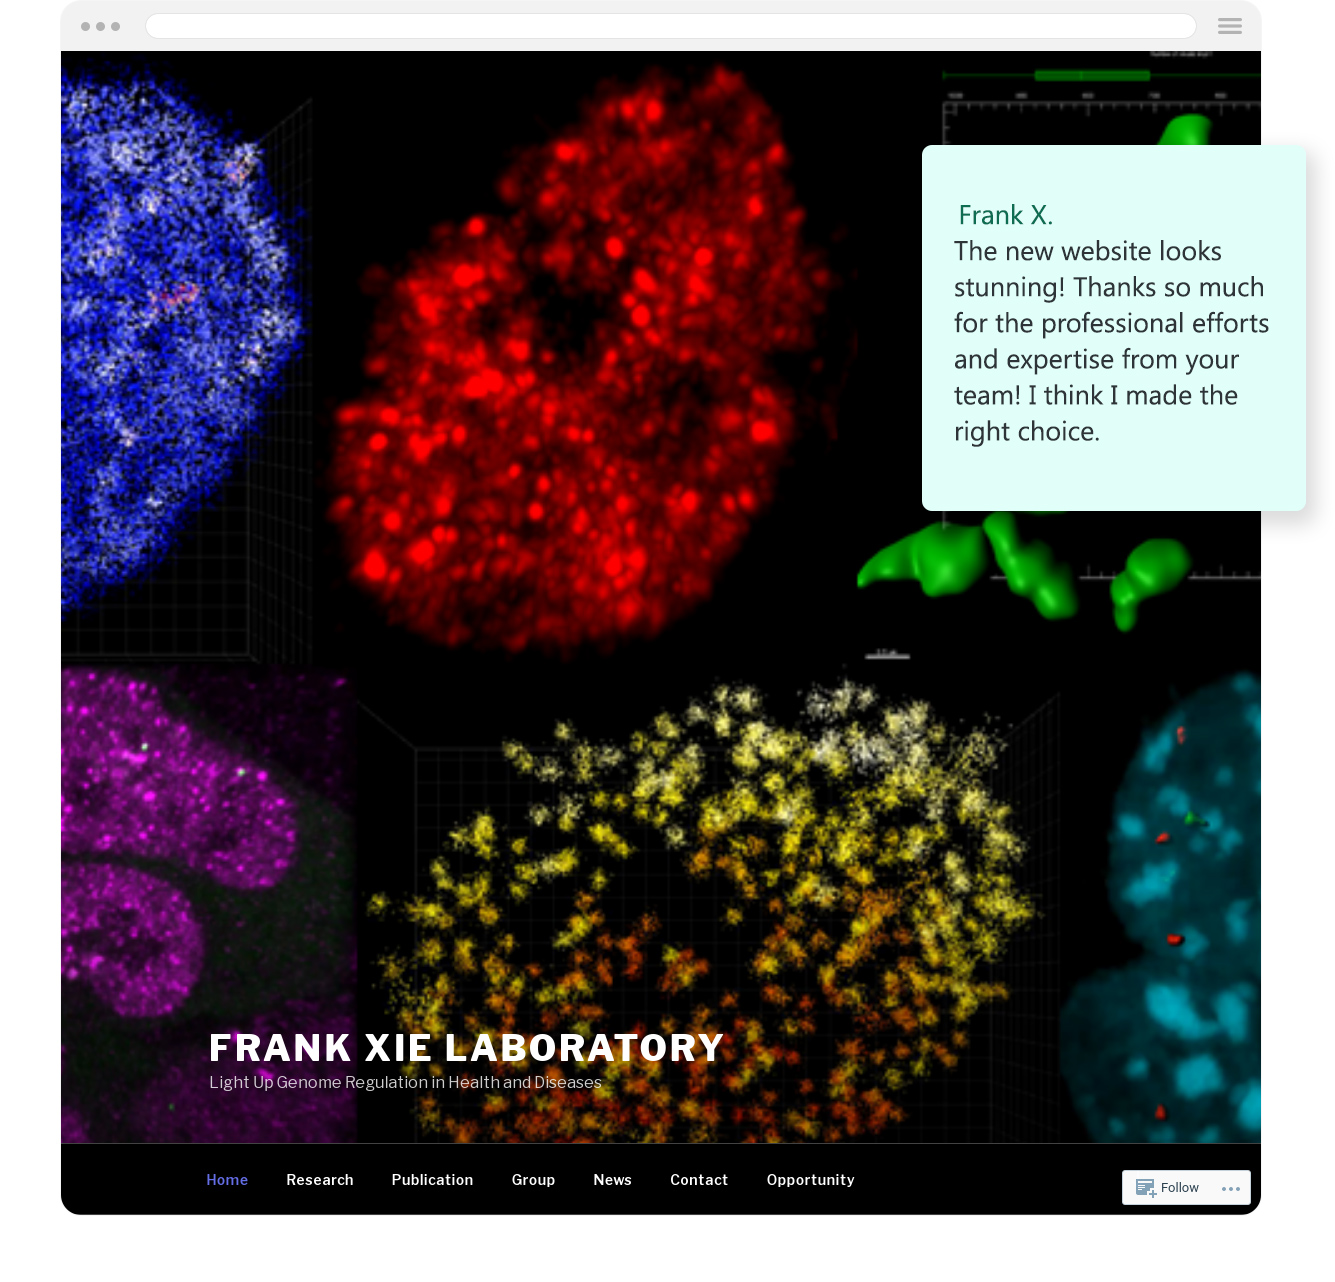 Frank X.
The new website looks
stunning! Thanks so much
for the professional efforts
and expertise from your
team! I think I made the
right choice.
FRANK XIE LABORATORY
Light Up Genome Regulation in Health and Diseases
Home Research Publication Group News Contact Opportunity
Follow